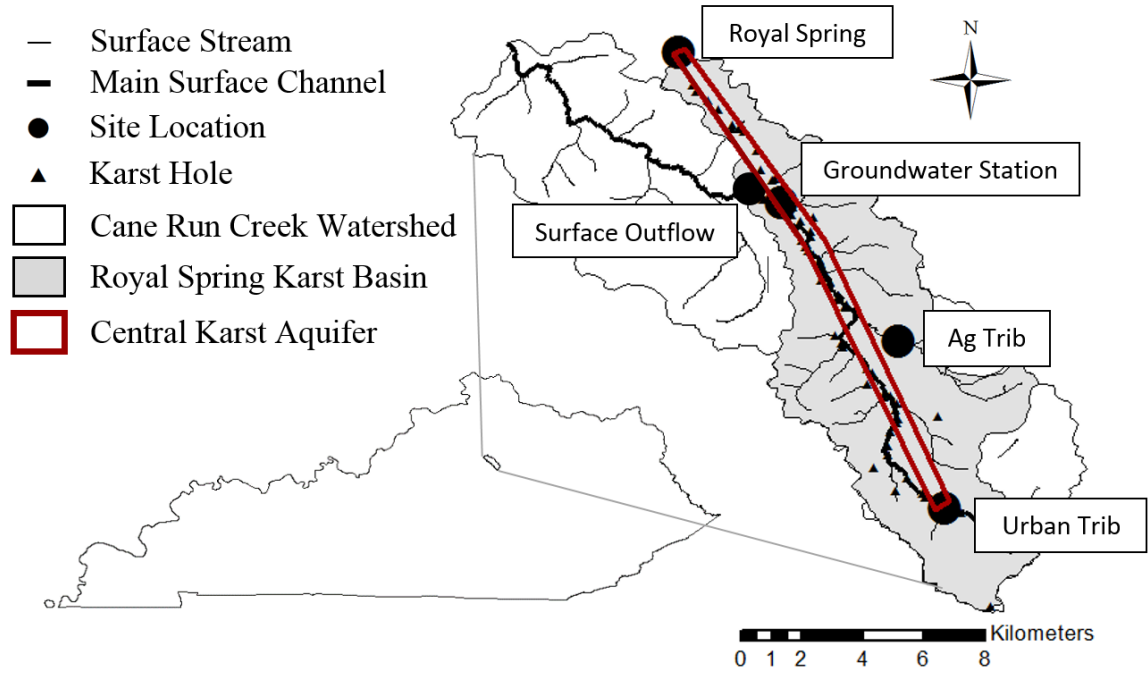 Surface Stream
Main Surface Channel
Site Location
Karst Hole
Cane Run Creek Watershed
Royal Spring Karst Basin
Central Karst Aquifer
Royal Spring
N
Groundwater Station
Surface Outflow
Ag Trib
Urban Trib
Kilometers
0 1 2 4 6 8